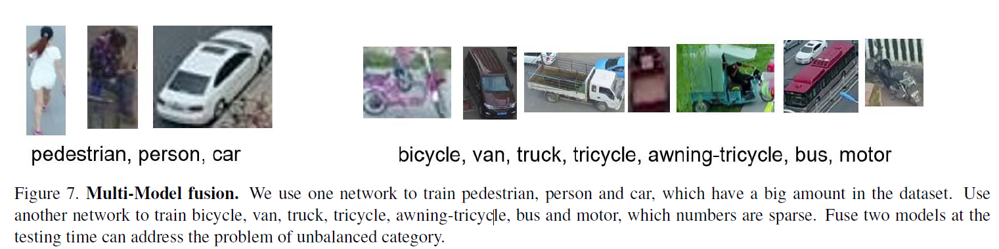 pedestrian, person, car
bicycle, van, truck, tricycle, awning-tricycle, bus, motor
Figure 7. Multi-Model fusion. We use one network to train pedestrian, person and car, which have a big amount in the dataset. Use
another network to train bicycle, van, truck, tricycle, awning-tricycle, bus and motor, which numbers are sparse. Fuse two models at the
testing time can address the problem of unbalanced category.